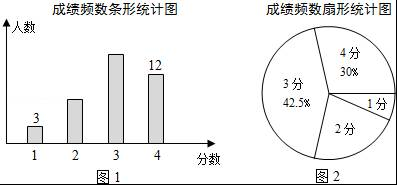 成绩频数条形统计图
人数
3
12
1 2 3 4 分数
图 1
成绩频数扇形统计图
4 分
30%
3 分
42.5%
1 分
2 分
图 2